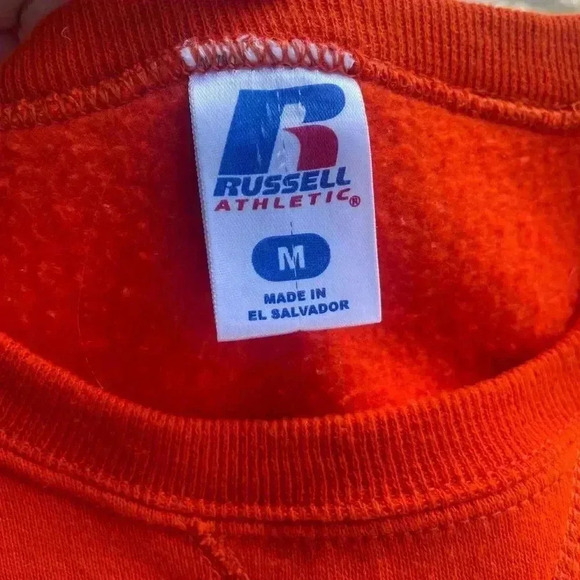 R
RUSSELL
ATHLETIC®
M
MADE IN
EL SALVADOR